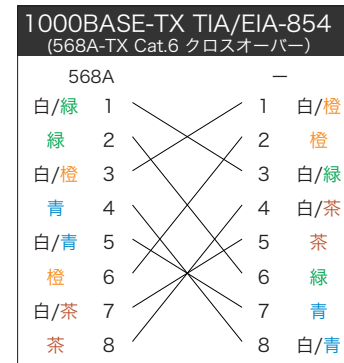 1000BASE-TX TIA/EIA-854
(568A-TX Cat.6 クロスオーバー)
568A ー
白/緑 1 1 白/橙
緑 2 2 橙
白/橙 3 3 白/緑
青 4 4 白/茶
白/青 5 5 茶
橙 6 6 緑
白/茶 7 7 青
茶 8 8 白/青